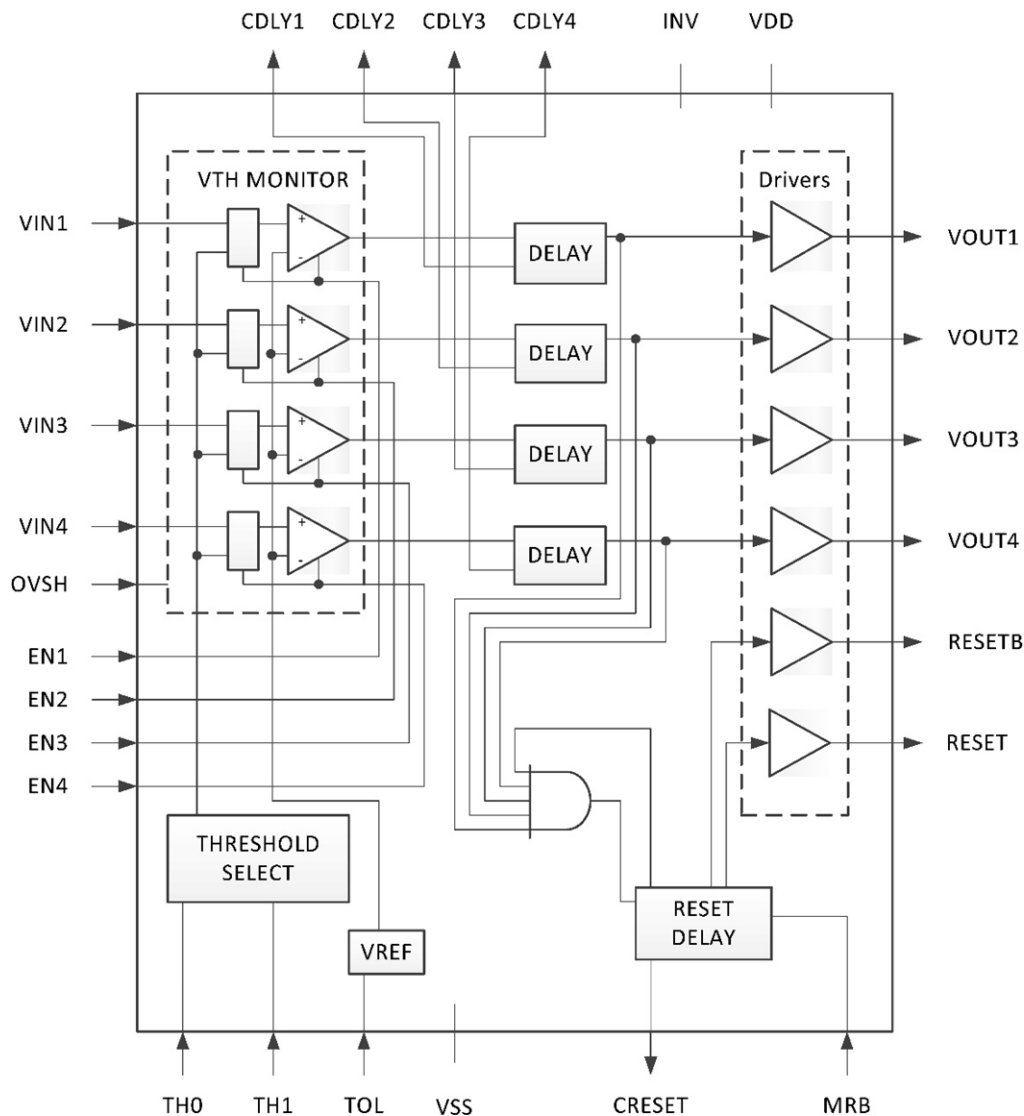 CDLY1 CDLY2 CDLY3 CDLY4 INV VDD
VTH MONITOR
Drivers
VIN1
+
-
DELAY
VOUT1
VIN2
+
-
DELAY
VOUT2
VIN3
+
-
DELAY
VOUT3
VIN4
+
-
DELAY
VOUT4
OVSH
EN1
RESETB
EN2
EN3
RESET
EN4
THRESHOLD
SELECT
VREF
RESET
DELAY
TH0 TH1 TOL VSS CRESET MRB